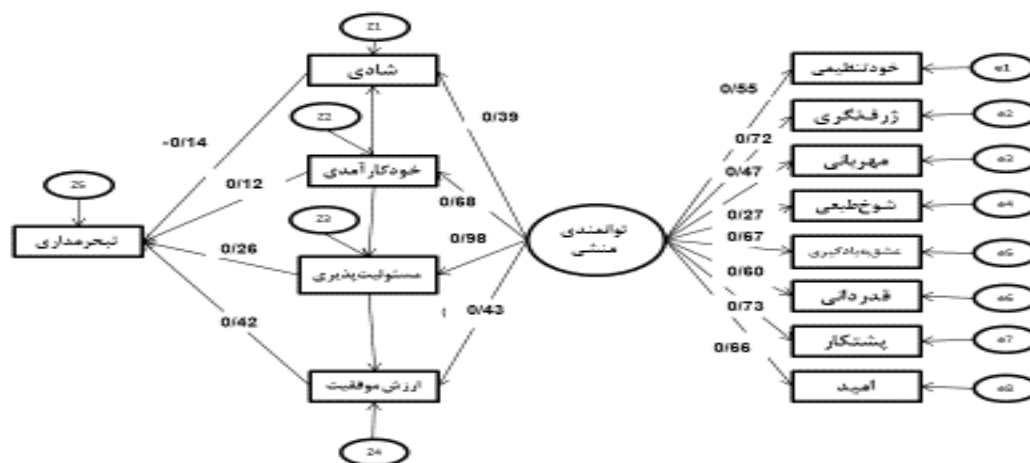 Z1
شادی
Z2
خودکارآمدی
Z3
مسئولیت‌پذیری
ارزش موفقیت
Z4
Z5
تبحرمداری
-0/14
0/12
0/26
0/42
0/39
0/68
0/98
0/43
توانمندی
منشی
0/55
0/72
0/47
0/27
0/67
0/60
0/73
0/66
خودتنظیمی
ژرف‌نگری
مهربانی
شوخ‌طبعی
عشق‌به‌یادگیری
قدردانی
پشتکار
امید
e1
e2
e3
e4
e5
e6
e7
e8